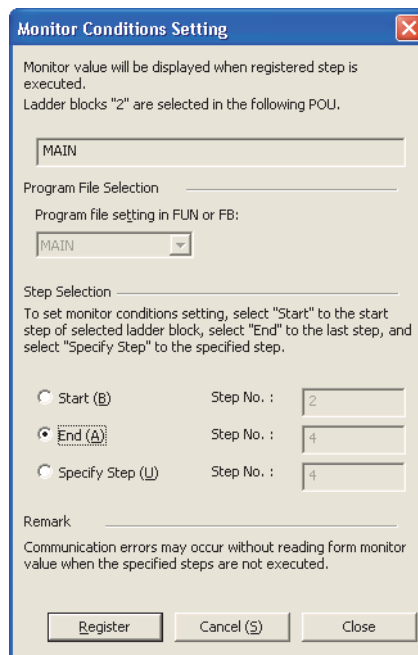 Monitor Conditions Setting
Monitor value will be displayed when registered step is
executed.
Ladder blocks "2" are selected in the following POU.
MAIN
Program File Selection
Program file setting in FUN or FB:
MAIN
Step Selection
To set monitor conditions setting, select "Start" to the start
step of selected ladder block, select "End" to the last step, and
select "Specify Step" to the specified step.
Start (B) Step No. : 2
End (A) Step No. : 4
Specify Step (U) Step No. : 4
Remark
Communication errors may occur without reading form monitor
value when the specified steps are not executed.
Register Cancel (S) Close